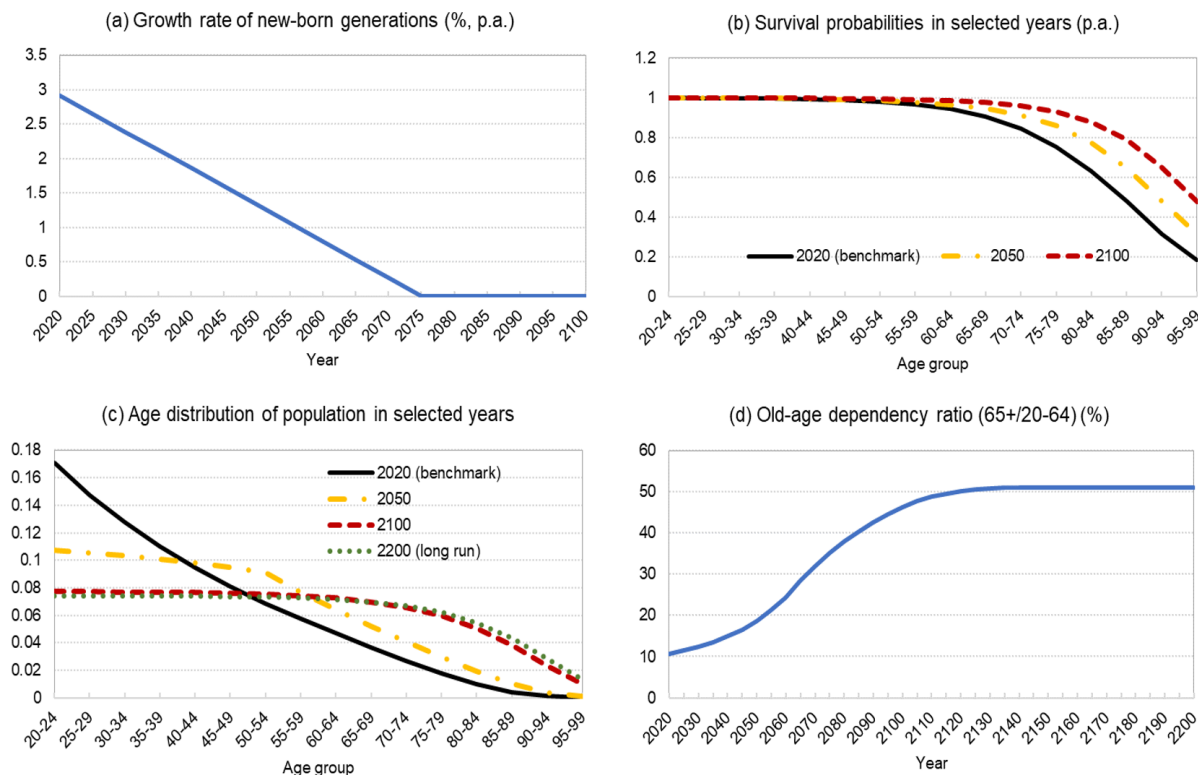 (a) Growth rate of new-born generations (%, p.a.)
3.5
3
2.5
2
1.5
1
0.5
0
2020 2025 2030 2035 2040 2045 2050 2055 2060 2065 2070 2075 2080 2085 2090 2095 2100
Year
(b) Survival probabilities in selected years (p.a.)
1.2
1
0.8
0.6
0.4
0.2
0
2020 (benchmark) 2050 2100
20-24 25-29 30-34 35-39 40-44 45-49 50-54 55-59 60-64 65-69 70-74 75-79 80-84 85-89 90-94 95-99
Age group
(c) Age distribution of population in selected years
0.18
0.16
0.14
0.12
0.1
0.08
0.06
0.04
0.02
0
2020 (benchmark)
2050
2100
2200 (long run)
20-24 25-29 30-34 35-39 40-44 45-49 50-54 55-59 60-64 65-69 70-74 75-79 80-84 85-89 90-94 95-99
Age group
(d) Old-age dependency ratio (65+/20-64) (%)
60
50
40
30
20
10
0
2020 2030 2040 2050 2060 2070 2080 2090 2100 2110 2120 2130 2140 2150 2160 2170 2180 2190 2200
Year